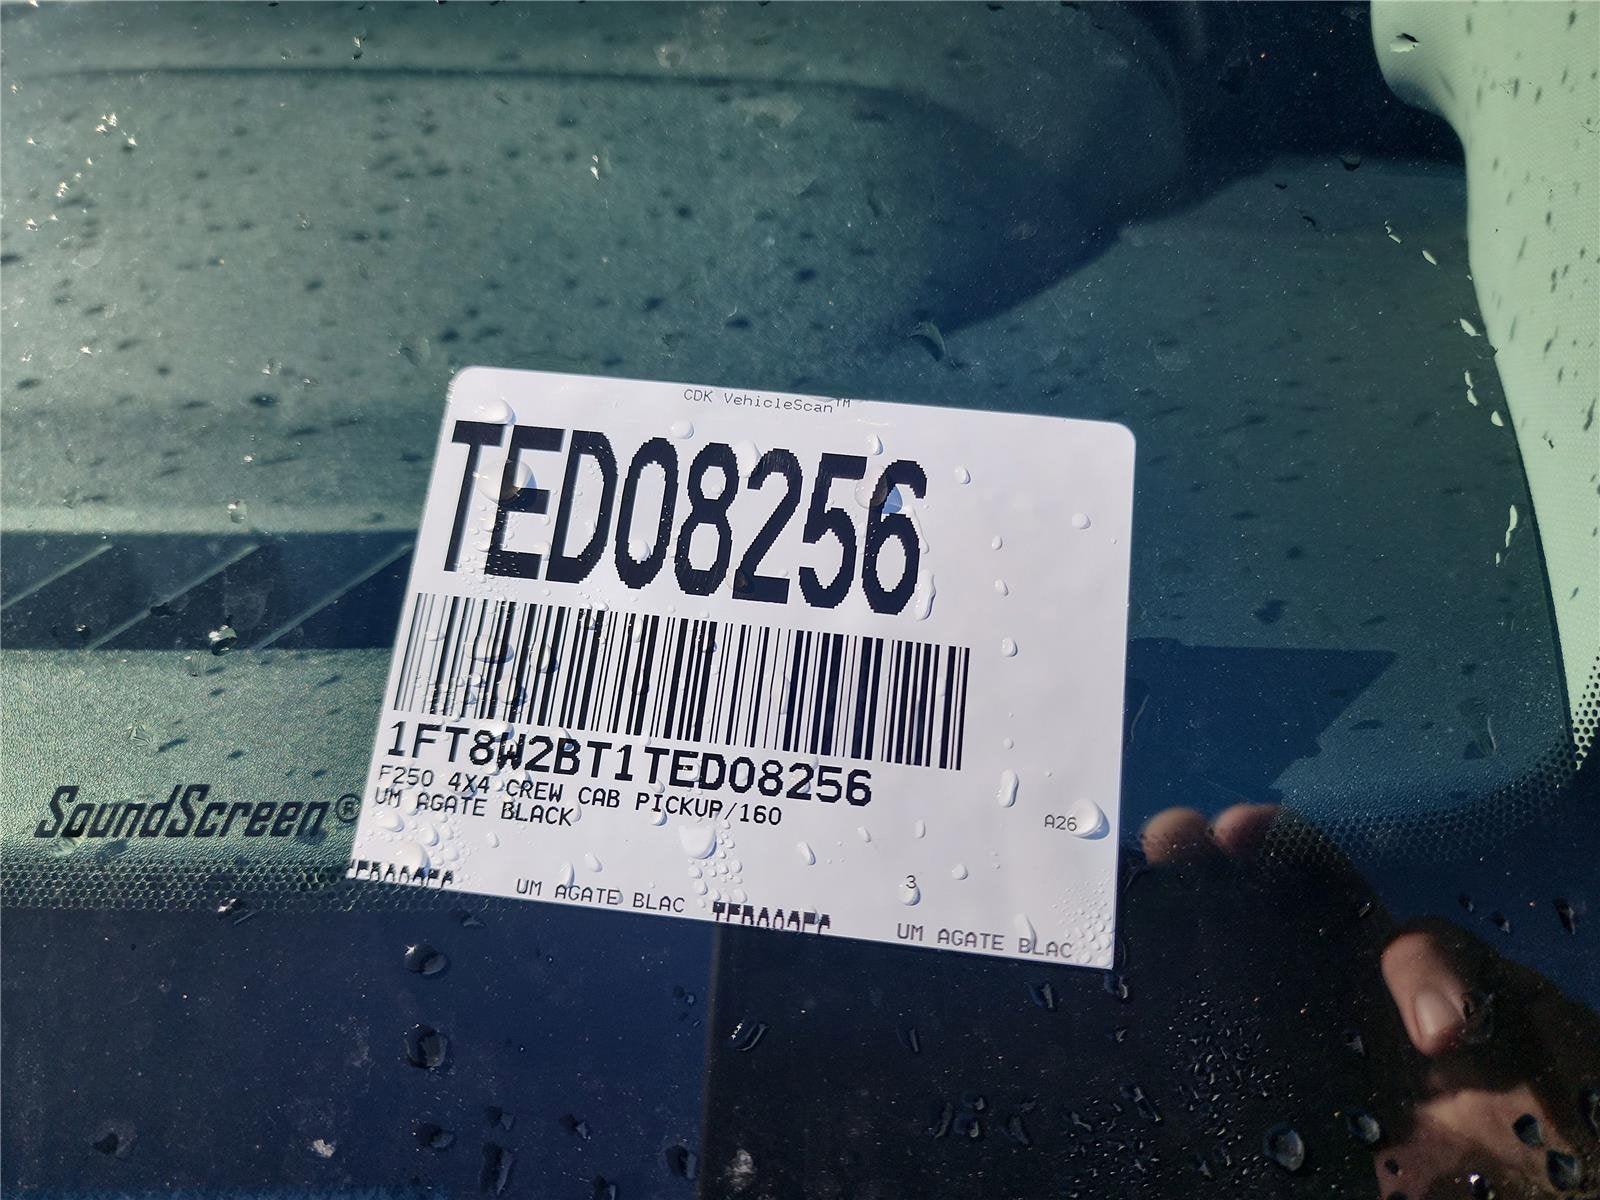 CDK VehicleScan™
TED08256
1FT8W2BT1TED08256
F250 4X4 CREW CAB PICKUP/160
UM AGATE BLACK
A26
3
UM AGATE BLAC
UM AGATE BLAC
SoundScreen®